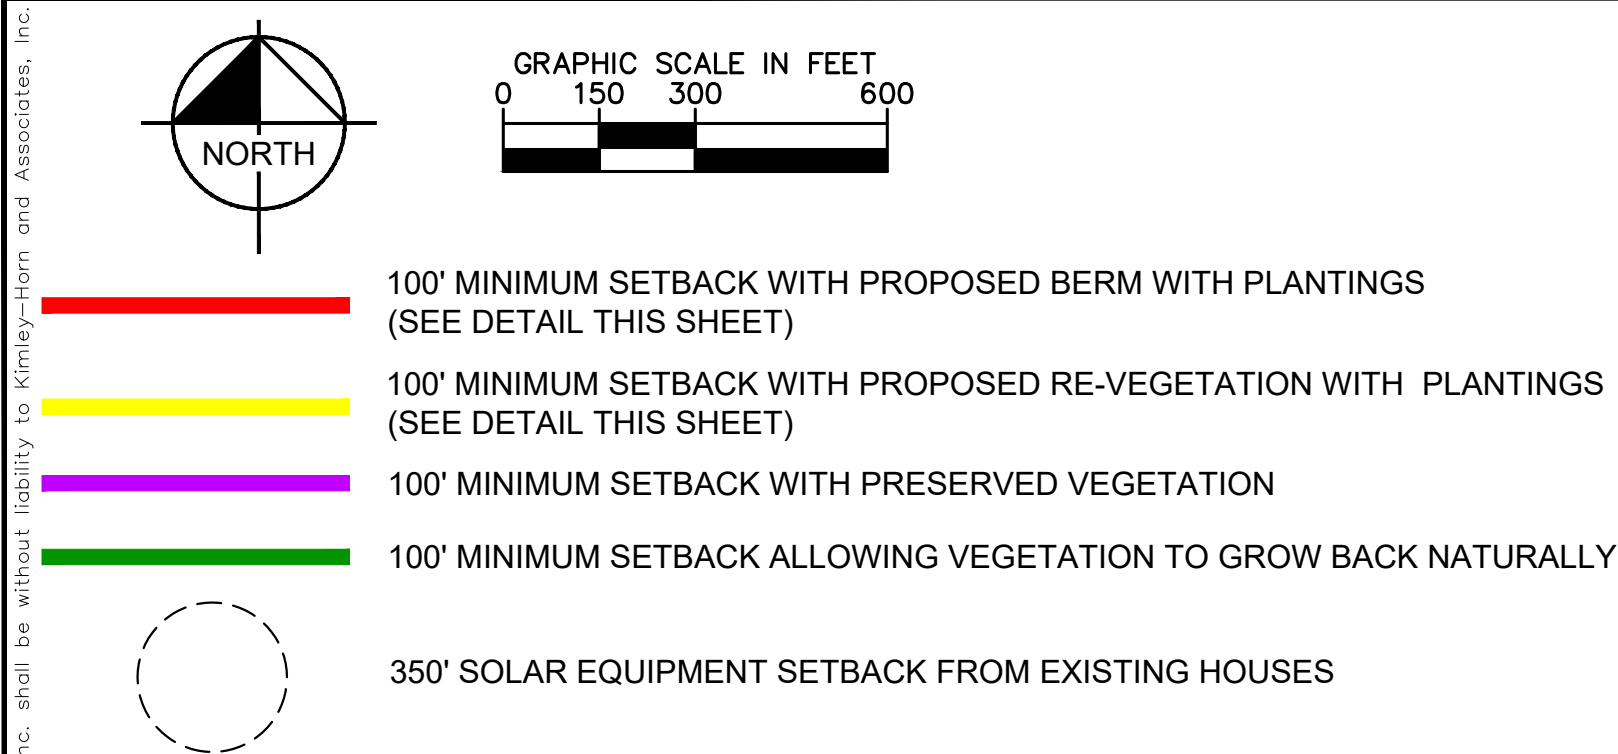 nc. shall be without liability to Kimley-Horn and Associates, Inc.
NORTH
GRAPHIC SCALE IN FEET
0 150 300 600
100' MINIMUM SETBACK WITH PROPOSED BERM WITH PLANTINGS
(SEE DETAIL THIS SHEET)
100' MINIMUM SETBACK WITH PROPOSED RE-VEGETATION WITH PLANTINGS
(SEE DETAIL THIS SHEET)
100' MINIMUM SETBACK WITH PRESERVED VEGETATION
100' MINIMUM SETBACK ALLOWING VEGETATION TO GROW BACK NATURALLY
350' SOLAR EQUIPMENT SETBACK FROM EXISTING HOUSES